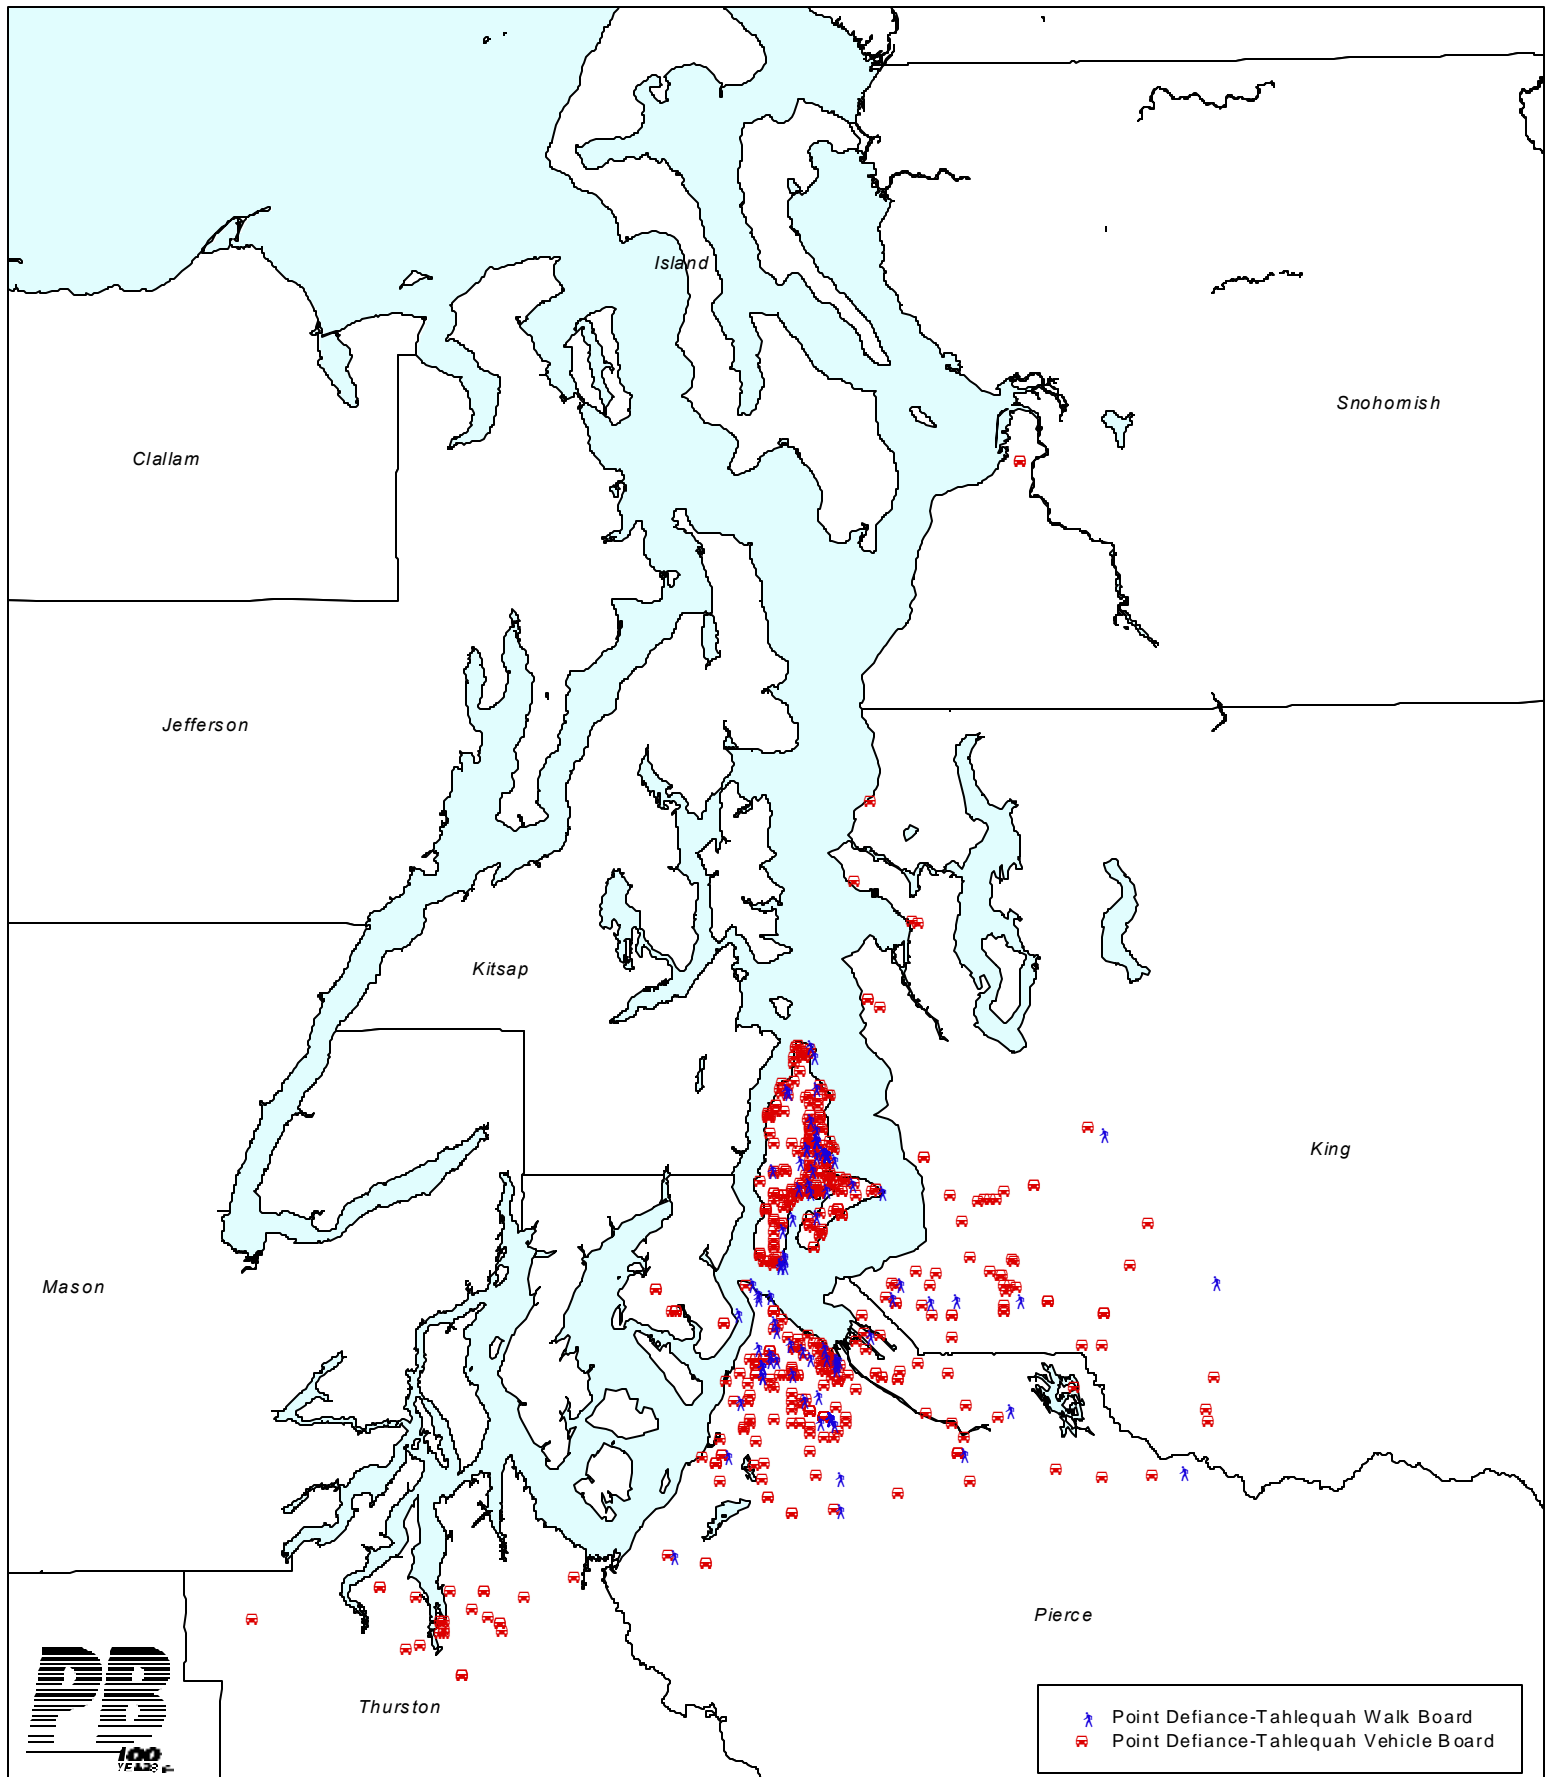 Island
Snohomish
Clallam
Jefferson
Kitsap
King
Mason
Pierce
Thurston
PB
100
YEARS
Point Defiance-Tahlequah Walk Board
Point Defiance-Tahlequah Vehicle Board